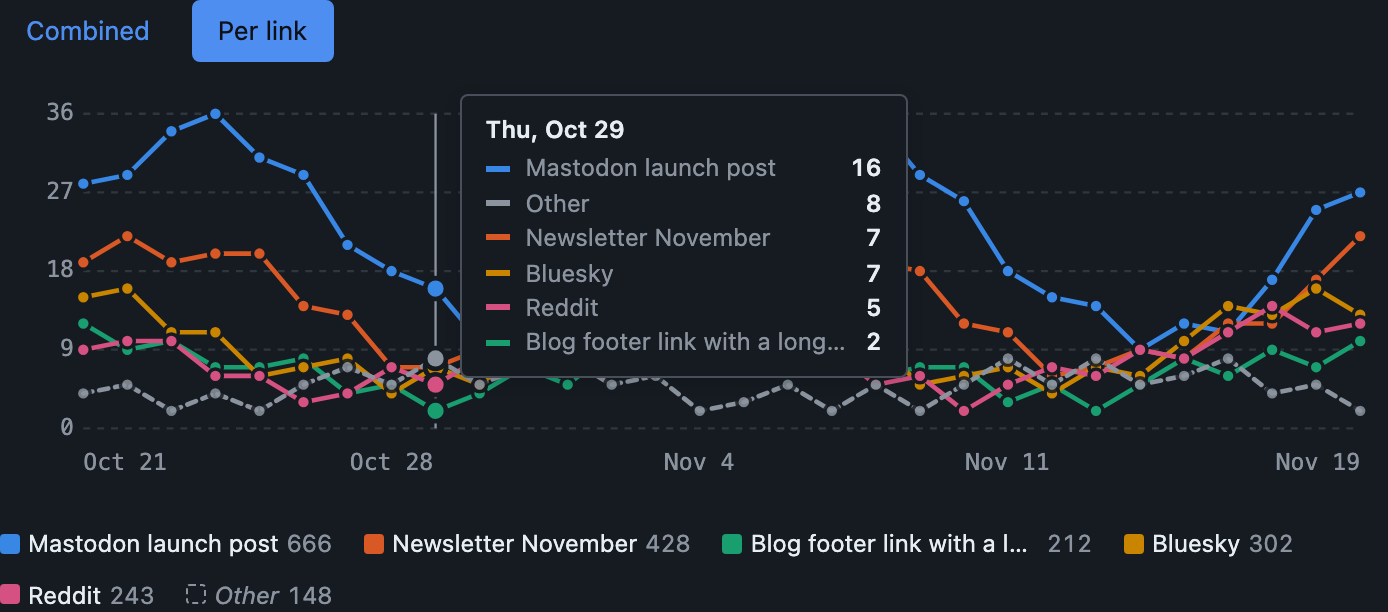 Combined Per link
36
27
18
9
0
Thu, Oct 29
Mastodon launch post 16
Other 8
Newsletter November 7
Bluesky 7
Reddit 5
Blog footer link with a long... 2
Oct 21 Oct 28 Nov 4 Nov 11 Nov 19
Mastodon launch post 666 Newsletter November 428 Blog footer link with a l... 212 Bluesky 302
Reddit 243 Other 148